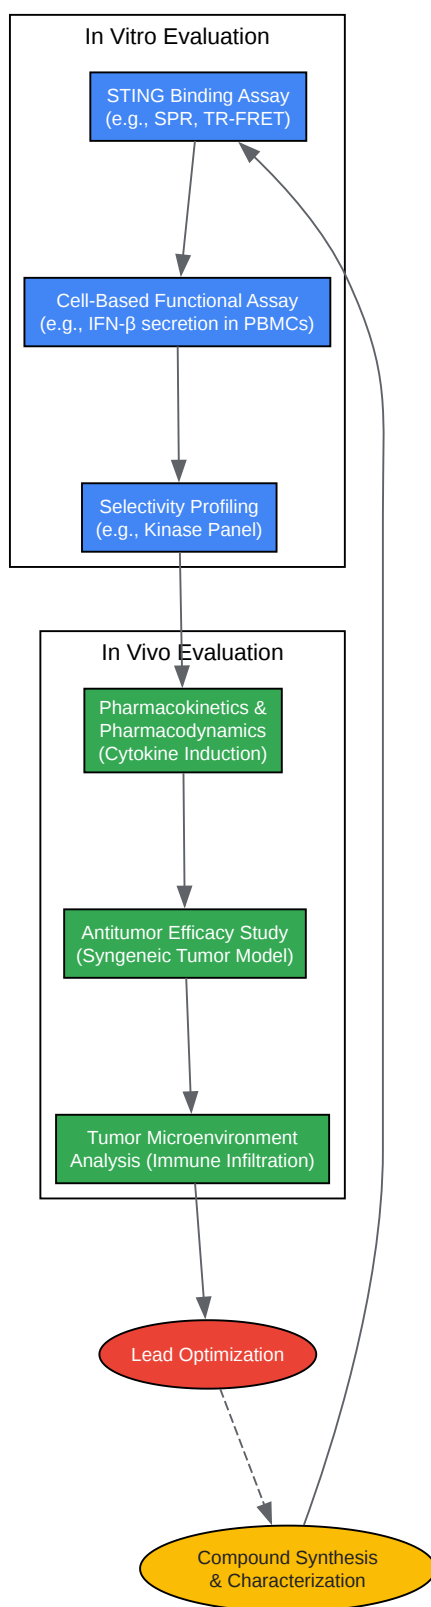 In Vitro Evaluation
STING Binding Assay
(e.g., SPR, TR-FRET)
Cell-Based Functional Assay
(e.g., IFN-β secretion in PBMCs)
Selectivity Profiling
(e.g., Kinase Panel)
In Vivo Evaluation
Pharmacokinetics &
Pharmacodynamics
(Cytokine Induction)
Antitumor Efficacy Study
(Syngeneic Tumor Model)
Tumor Microenvironment
Analysis (Immune Infiltration)
Lead Optimization
Compound Synthesis
& Characterization